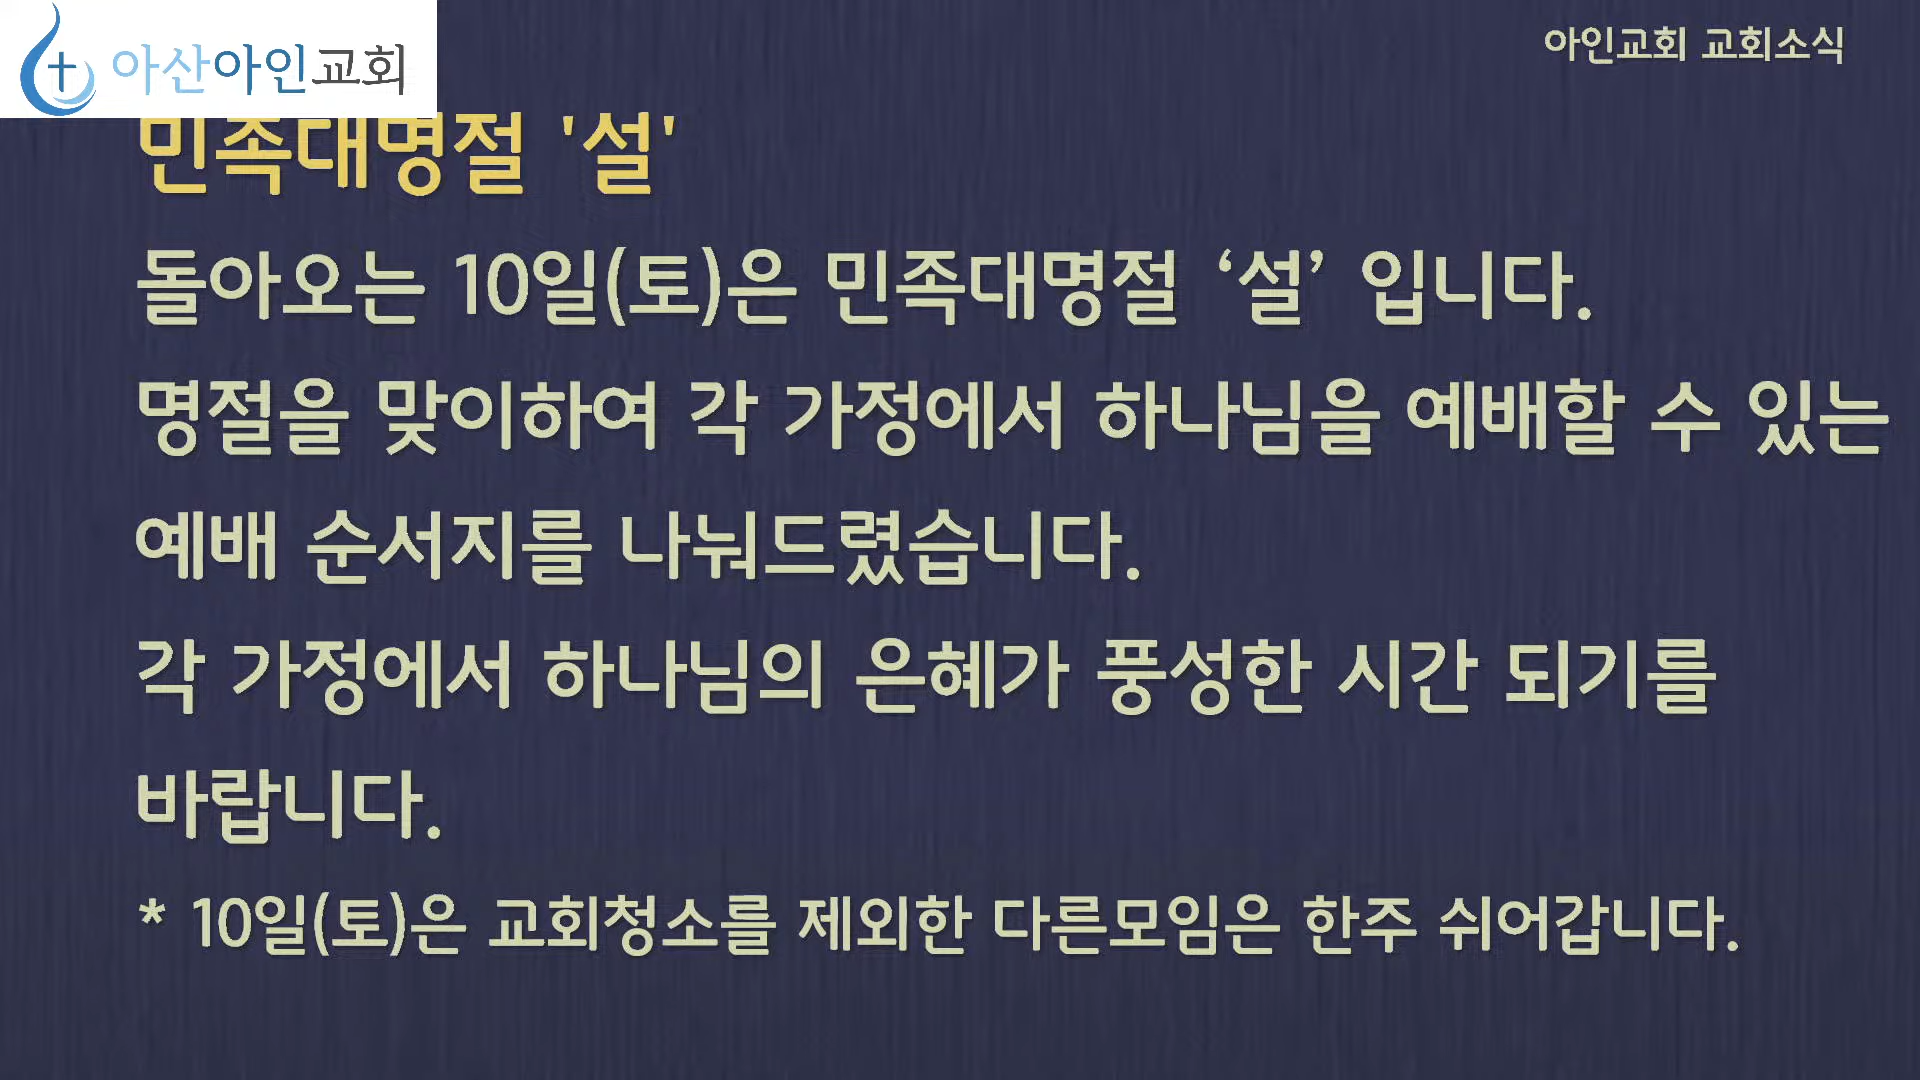 아산아인교회
아인교회 교회소식
민족대명절 '설'
돌아오는 10일(토)은 민족대명절 ‘설’ 입니다.
명절을 맞이하여 각 가정에서 하나님을 예배할 수 있는
예배 순서지를 나눠드렸습니다.
각 가정에서 하나님의 은혜가 풍성한 시간 되기를
바랍니다.
* 10일(토)은 교회청소를 제외한 다른모임은 한주 쉬어갑니다.